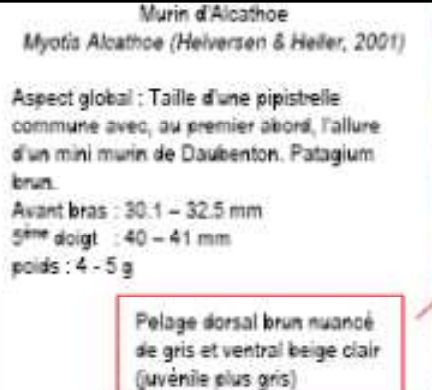 Murin d'Alcathoe
Myotis Alcathoe (Helversen & Heller, 2001)
Aspect global : Taille d'une pipistrelle
commune avec, au premier abord, l'allure
d'un mini murin de Daubenton. Patagium
brun.
Avant bras : 30.1 – 32.5 mm
5ème doigt : 40 – 41 mm
poids : 4 - 5 g
Pelage dorsal brun nuancé
de gris et ventral beige clair
(juvénile plus gris)